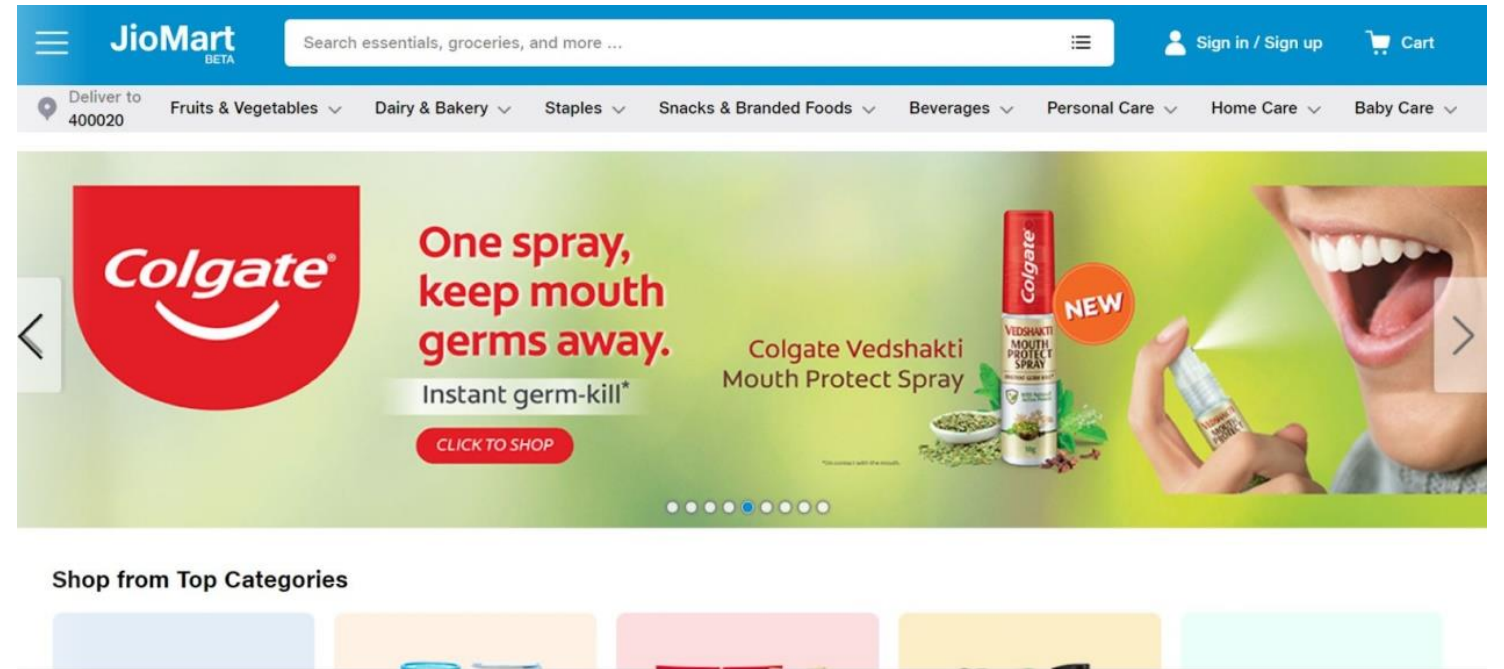 JioMart
BETA
Search essentials, groceries, and more ...
Sign in / Sign up
Cart
Deliver to
400020
Fruits & Vegetables
Dairy & Bakery
Staples
Snacks & Branded Foods
Beverages
Personal Care
Home Care
Baby Care
Colgate®
One spray,
keep mouth
germs away.
Instant germ-kill*
CLICK TO SHOP
Colgate Vedshakti
Mouth Protect Spray
Colgate
VEDSHAKTI
MOUTH
PROTECT
SPRAY
NEW
VEDSHAKTI
MOUTH
PROTECT
Shop from Top Categories